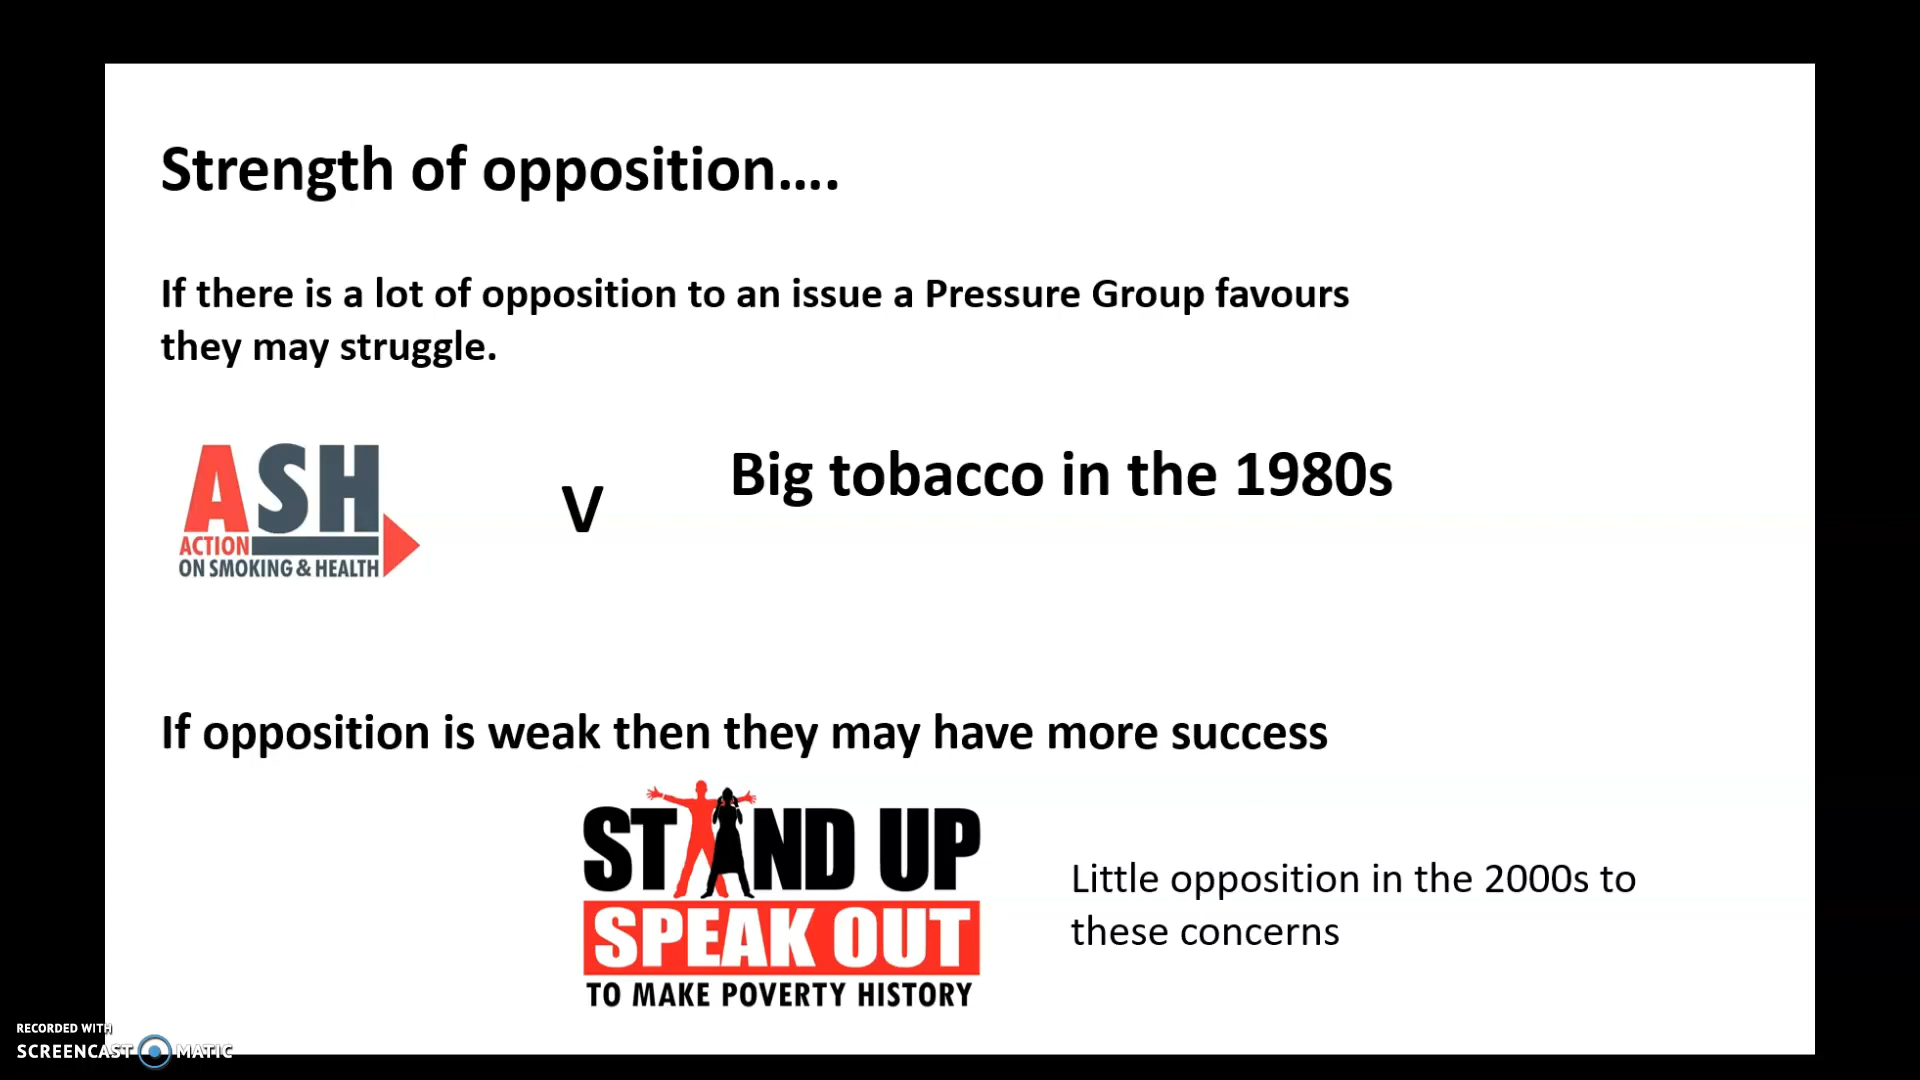 Strength of opposition....
If there is a lot of opposition to an issue a Pressure Group favours
they may struggle.
ASH
ACTION
ON SMOKING & HEALTH
V
Big tobacco in the 1980s
If opposition is weak then they may have more success
STAND UP
SPEAK OUT
TO MAKE POVERTY HISTORY
Little opposition in the 2000s to
these concerns
RECORDED WITH
SCREENCAST MATIC